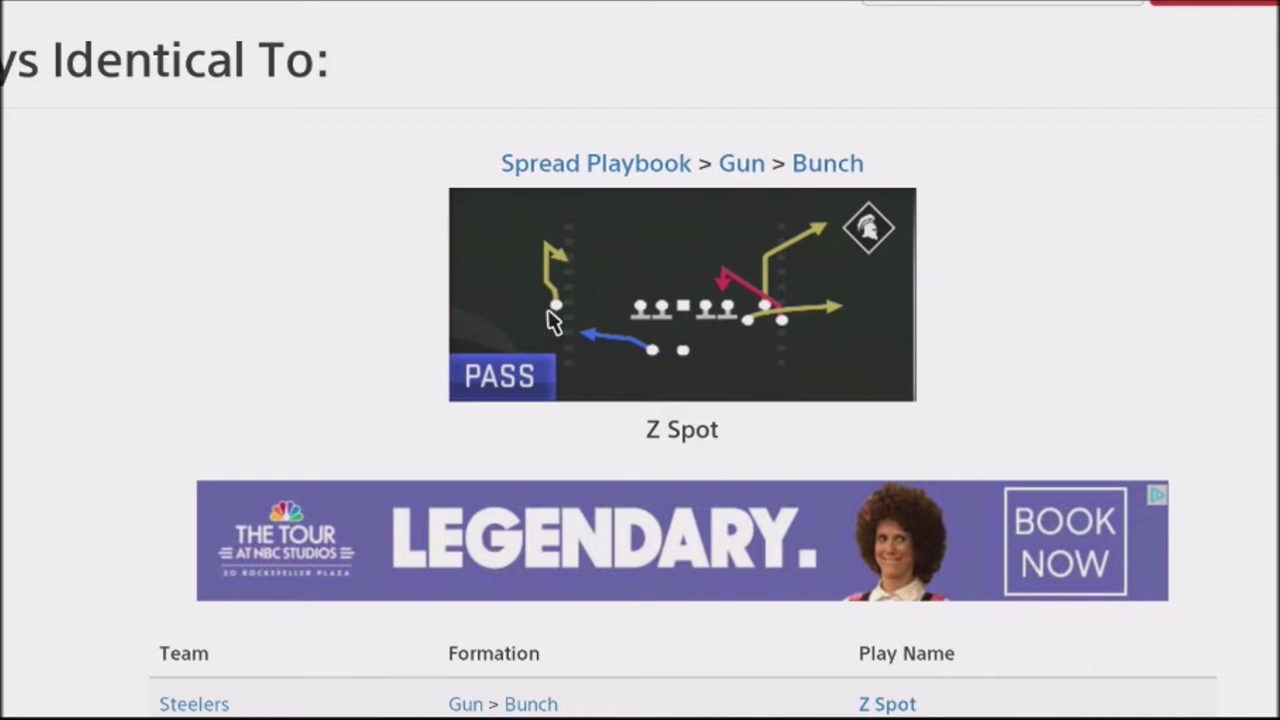 ys Identical To:
Spread Playbook > Gun > Bunch
PASS
Z Spot
THE TOUR
AT NBC STUDIOS
30 ROCKEFELLER PLAZA
LEGENDARY.
BOOK
NOW
Team Formation Play Name
Steelers Gun > Bunch Z Spot